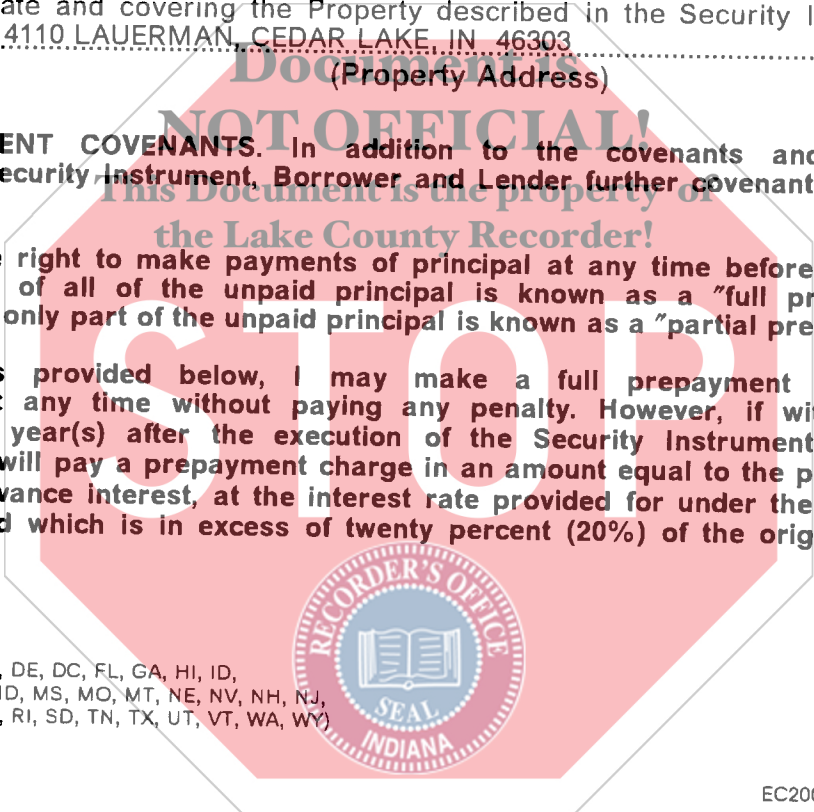 ate and covering the Property described in the Security I
4110 LAUERMAN, CEDAR LAKE, IN 46303
Document is
(Property Address)
NOT OFFICIAL!
ENT COVENANTS. In addition to the covenants and
ecurity Instrument, Borrower and Lender further covenant
This Document is the property of
the Lake County Recorder!
e right to make payments of principal at any time before
of all of the unpaid principal is known as a "full pr
only part of the unpaid principal is known as a "partial pre
STOP
s provided below, I may make a full prepayment
t any time without paying any penalty. However, if wi
year(s) after the execution of the Security Instrument
will pay a prepayment charge in an amount equal to the p
vance interest, at the interest rate provided for under the
d which is in excess of twenty percent (20%) of the orig
RECORDER'S OFFICE
SEAL
INDIANA
, DE, DC, FL, GA, HI, ID,
ID, MS, MO, MT, NE, NV, NH, NJ,
, RI, SD, TN, TX, UT, VT, WA, WY)
EC200